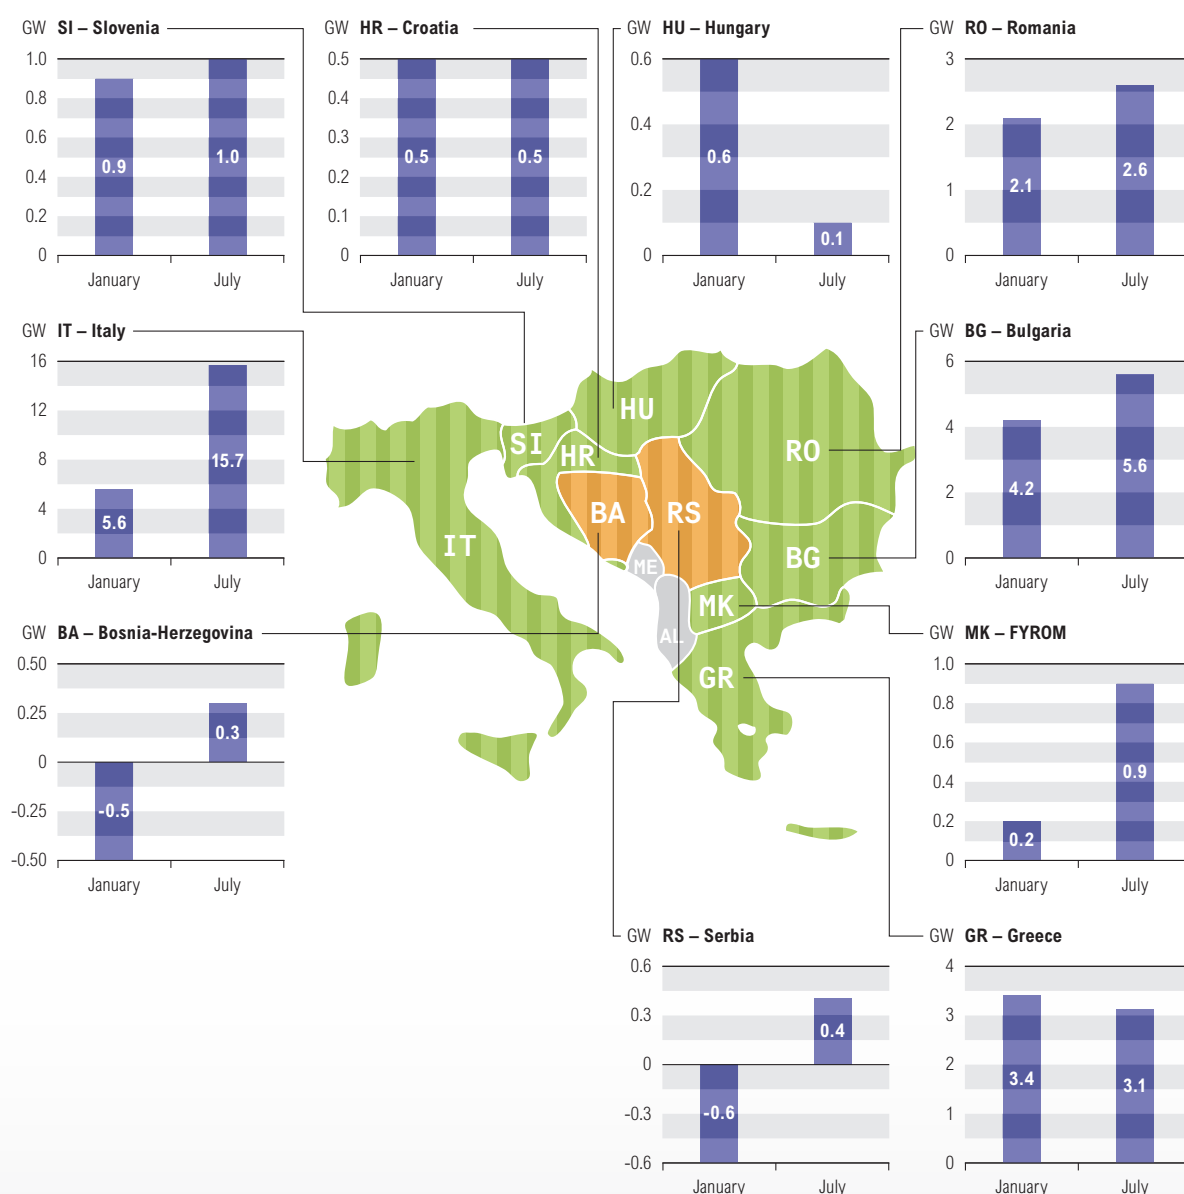 GW SI – Slovenia
1.0
0.8
0.6
0.4
0.2
0
0.9
1.0
January July
GW HR – Croatia
0.5
0.4
0.3
0.2
0.1
0
0.5
0.5
January July
GW HU – Hungary
0.6
0.4
0.2
0
0.6
0.1
January July
GW RO – Romania
3
2
1
0
2.1
2.6
January July
GW IT – Italy
16
12
8
4
0
5.6
15.7
January July
GW BG – Bulgaria
6
4
2
0
4.2
5.6
January July
HU
SI
HR
RO
BA
RS
IT
ME
BG
MK
AL
GR
GW BA – Bosnia-Herzegovina
0.50
0.25
0
-0.25
-0.50
-0.5
0.3
January July
GW MK – FYROM
1.0
0.8
0.6
0.4
0.2
0
0.2
0.9
January July
GW RS – Serbia
0.6
0.3
0
-0.3
-0.6
-0.6
0.4
January July
GW GR – Greece
4
3
2
1
0
3.4
3.1
January July